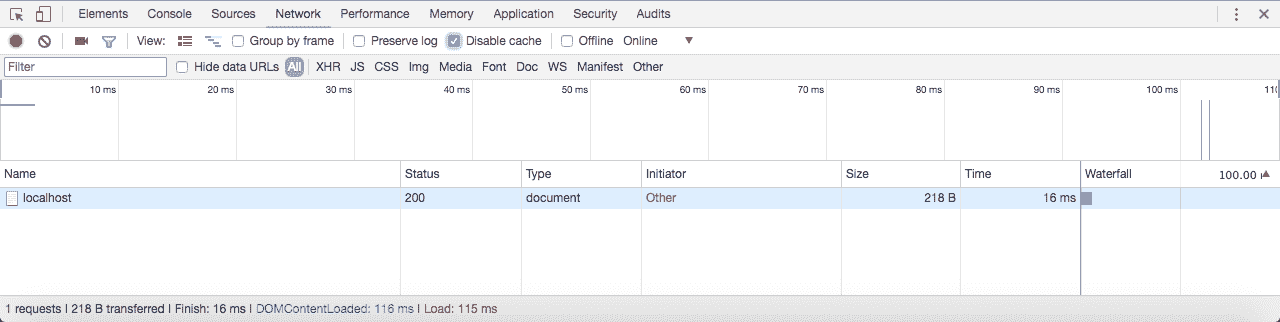 Elements Console Sources Network Performance Memory Application Security Audits
View: Group by frame Preserve log Disable cache Offline Online
Filter Hide data URLs All XHR JS CSS Img Media Font Doc WS Manifest Other
10 ms 20 ms 30 ms 40 ms 50 ms 60 ms 70 ms 80 ms 90 ms 100 ms
Name Status Type Initiator Size Time Waterfall 100.00
localhost 200 document Other 218 B 16 ms
1 requests | 218 B transferred | Finish: 16 ms | DOMContentLoaded: 116 ms | Load: 115 ms